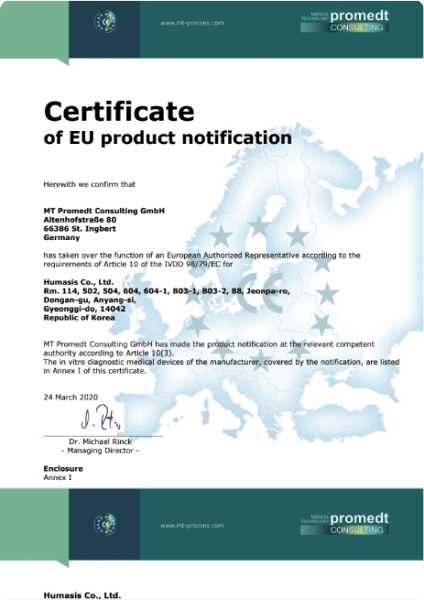 www.mt-procons.com
MEDICAL
TECHNOLOGY
promedt
CONSULTING
Certificate
of EU product notification
Herewith we confirm that
MT Promedt Consulting GmbH
Altenhofstraße 80
66386 St. Ingbert
Germany
has taken over the function of an European Authorized Representative according to the
requirements of Article 10 of the IVDD 98/79/EC for
Humasis Co., Ltd.
Rm. 114, 502, 504, 604, 604-1, B03-1, B03-2, 88, Jeonpa-ro,
Dongan-gu, Anyang-si,
Gyeonggi-do, 14042
Republic of Korea
MT Promedt Consulting GmbH has made the product notification at the relevant competent
authority according to Article 10(3).
The in vitro diagnostic medical devices of the manufacturer, covered by the notification, are listed
in Annex I of this certificate.
24 March 2020
Dr. Michael Rinck
- Managing Director -
Enclosure
Annex I
www.mt-procons.com
MEDICAL
TECHNOLOGY
promedt
CONSULTING
Humasis Co., Ltd.